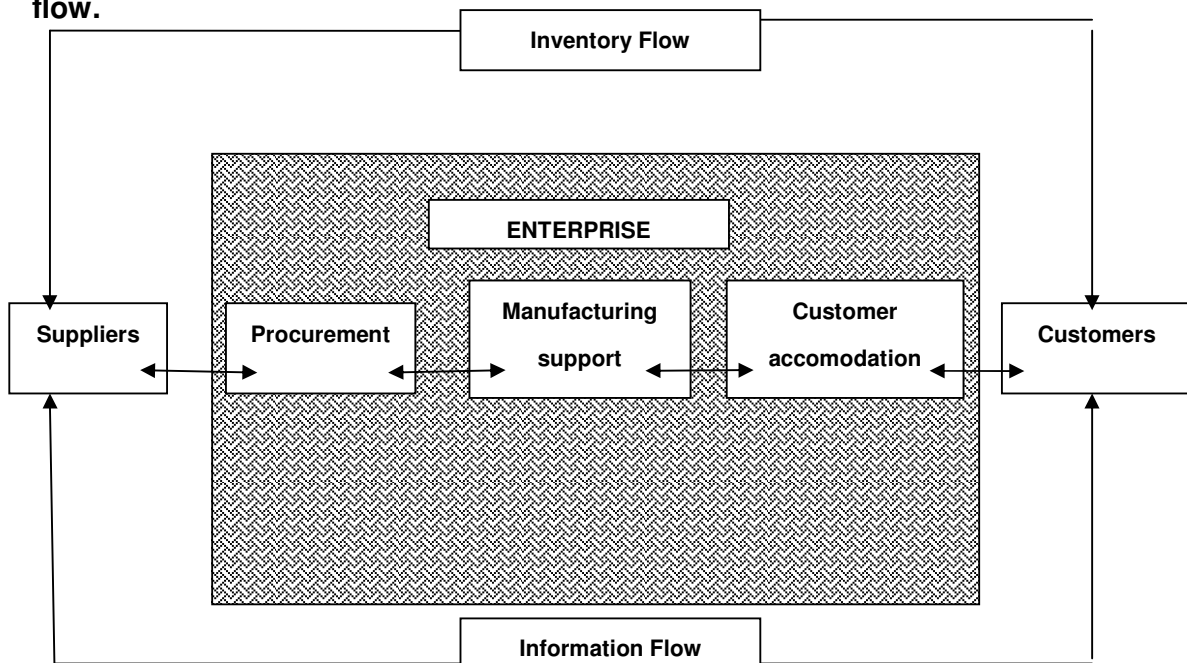 flow.
Inventory Flow
ENTERPRISE
Suppliers
Procurement
Manufacturing
support
Customer
accomodation
Customers
Information Flow